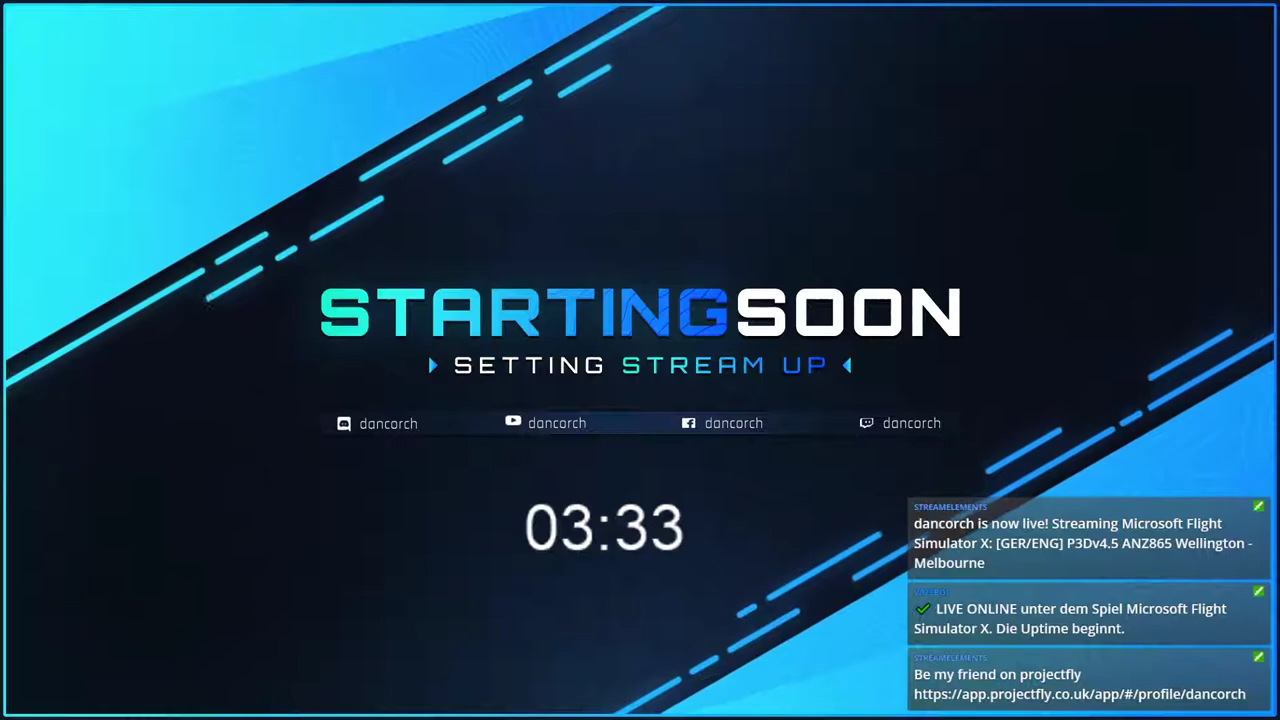 STARTINGSOON
SETTING STREAM UP
dancorch dancorch dancorch dancorch
03:33
STREAMELEMENTS
dancorch is now live! Streaming Microsoft Flight
Simulator X: [GER/ENG] P3Dv4.5 ANZ865 Wellington -
Melbourne
LIVE ONLINE unter dem Spiel Microsoft Flight
Simulator X. Die Uptime beginnt.
STREAMELEMENTS
Be my friend on projectfly
https://app.projectfly.co.uk/app/#/profile/dancorch